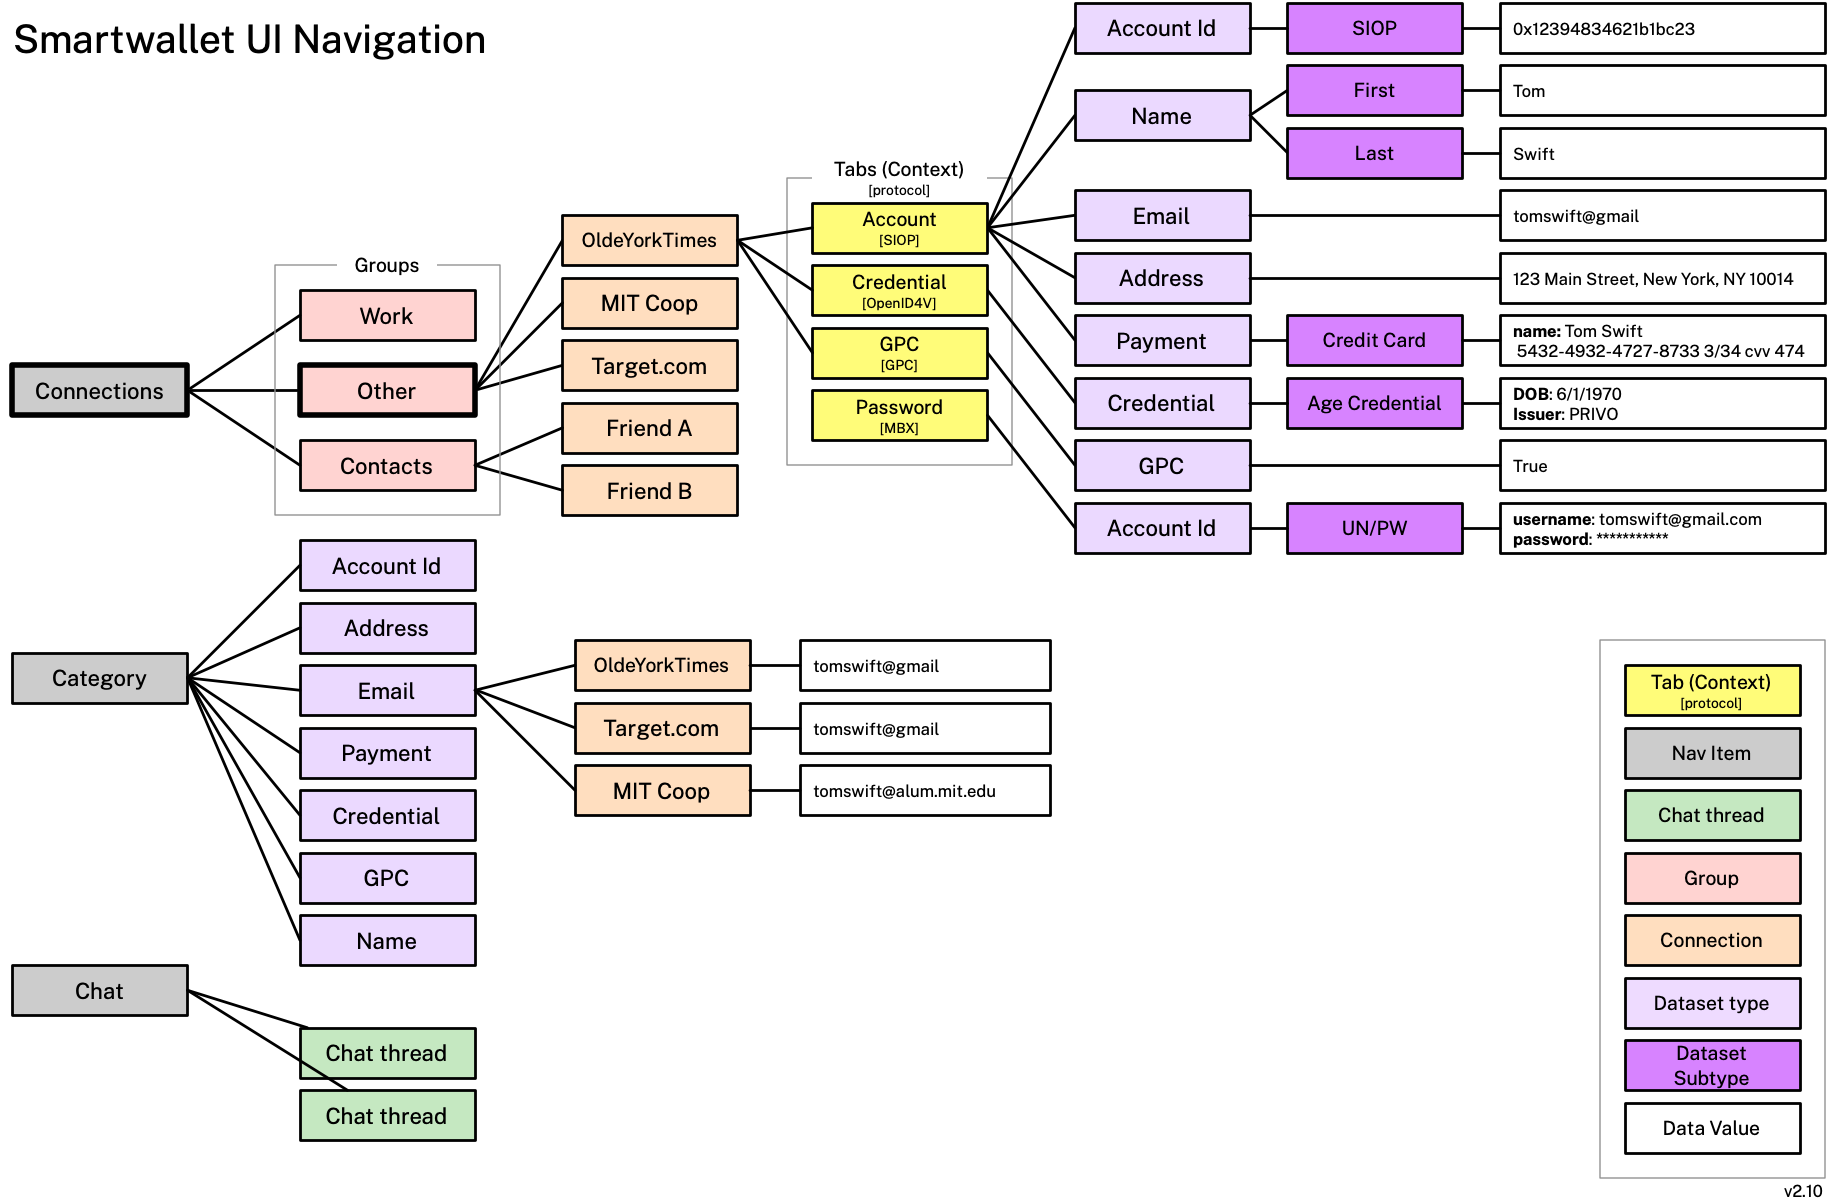 Smartwallet UI Navigation
Connections
Groups
Work
Other
Contacts
OldeYorkTimes
MIT Coop
Target.com
Friend A
Friend B
Tabs (Context)
[protocol]
Account
[SIOP]
Credential
[OpenID4V]
GPC
[GPC]
Password
[MBX]
Account Id
SIOP
0x12394834621b1bc23
Name
First
Tom
Last
Swift
Email
tomswift@gmail
Address
123 Main Street, New York, NY 10014
Payment
Credit Card
name: Tom Swift
5432-4932-4727-8733 3/34 cvv 474
Credential
Age Credential
DOB: 6/1/1970
Issuer: PRIVO
GPC
True
Account Id
UN/PW
username: tomswift@gmail.com
password: ***********
Category
Account Id
Address
Email
Payment
Credential
GPC
Name
OldeYorkTimes
tomswift@gmail
Target.com
tomswift@gmail
MIT Coop
tomswift@alum.mit.edu
Chat
Chat thread
Chat thread
Tab (Context)
[protocol]
Nav Item
Chat thread
Group
Connection
Dataset type
Dataset
Subtype
Data Value
v2.10